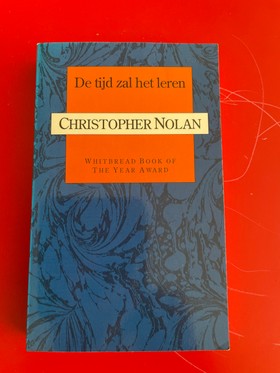 De tijd zal het leren
CHRISTOPHER NOLAN
WHITBREAD BOOK OF
THE YEAR AWARD